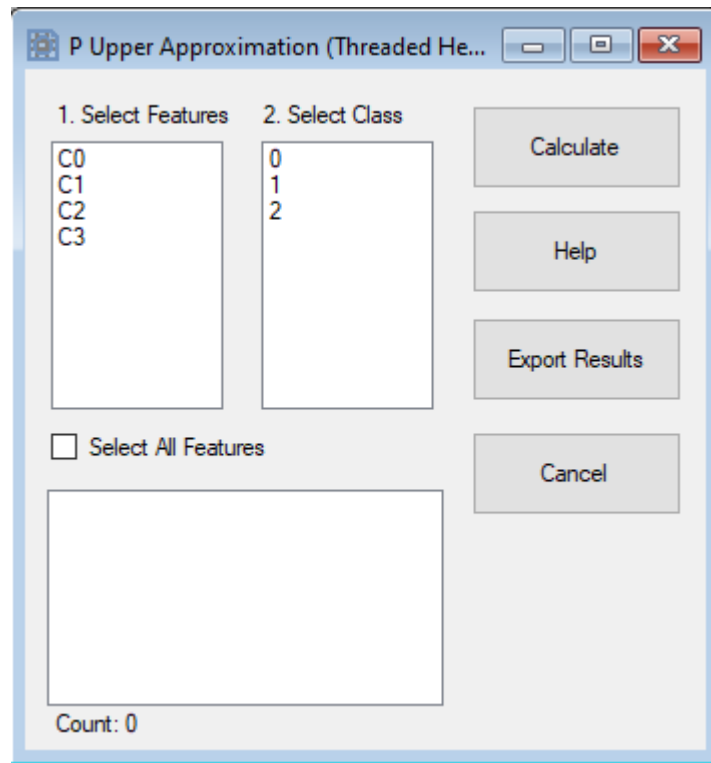 P Upper Approximation (Threaded He...
1. Select Features
2. Select Class
C0
C1
C2
C3
0
1
2
Calculate
Help
Export Results
Cancel
Select All Features
Count: 0